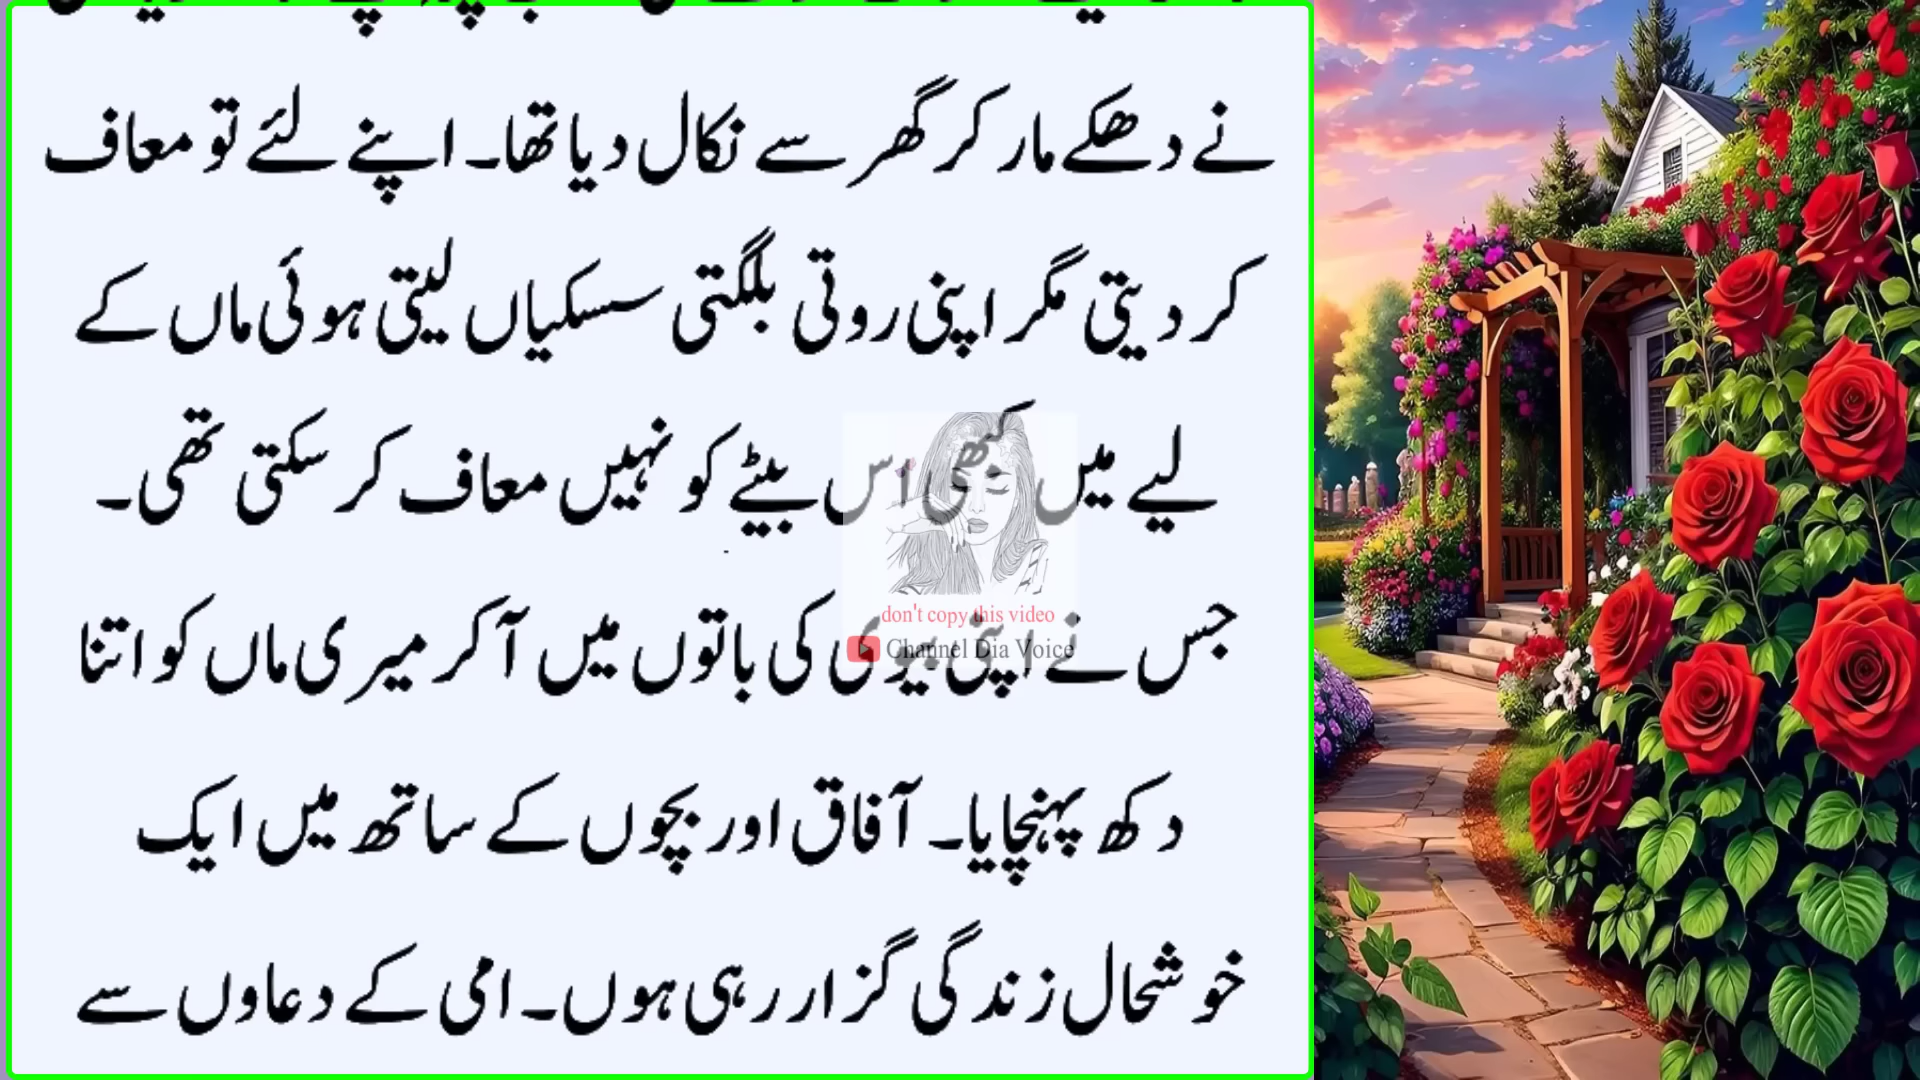 نے دھکے مار کر گھر سے نکال دیا تھا۔ اپنے لئے تو معاف
کر دیتی مگر اپنی روتی بلگتی سسکیاں لیتی ہوئی ماں کے
لیے میں کبھی اس بیٹے کو نہیں معاف کر سکتی تھی۔
don't copy this video
جس نے اپنی بیوی کی باتوں میں آ کر میری ماں کو اتنا
Channel Dia Voice
دکھ پہنچایا۔ آفاق اور بچوں کے ساتھ میں ایک
خوشحال زندگی گزار رہی ہوں۔ امی کے دعاوں سے